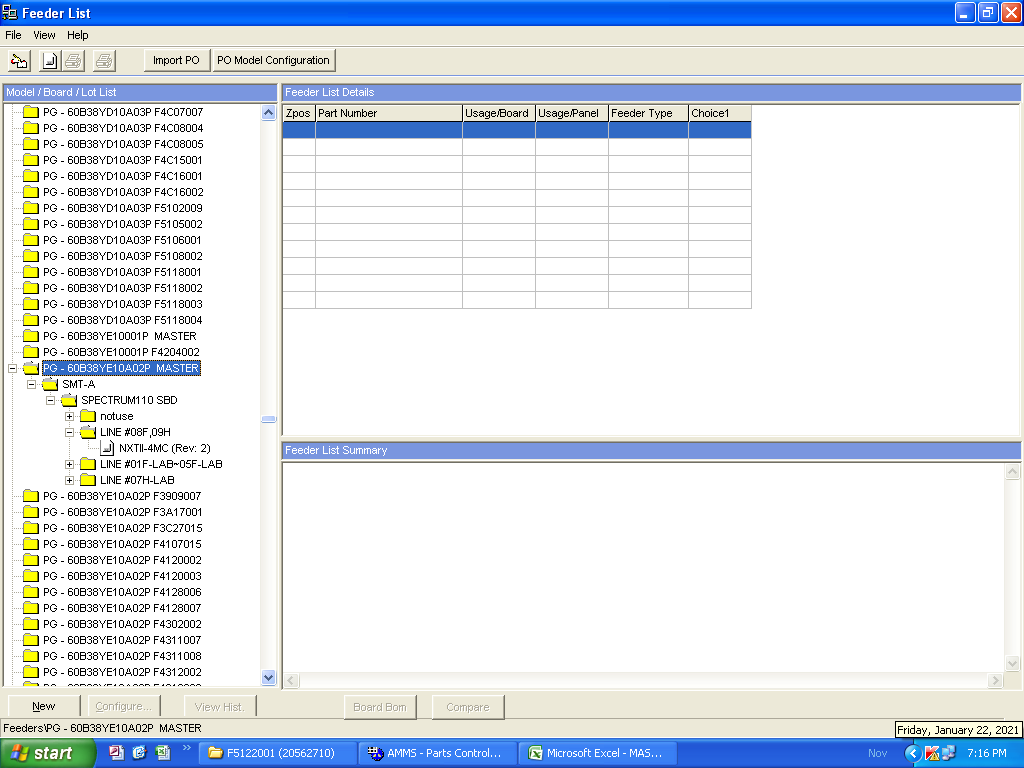 Feeder List
File View Help
Import PO PO Model Configuration
Model / Board / Lot List
PG - 60B38YD10A03P F4C07007
PG - 60B38YD10A03P F4C08004
PG - 60B38YD10A03P F4C08005
PG - 60B38YD10A03P F4C15001
PG - 60B38YD10A03P F4C16001
PG - 60B38YD10A03P F4C16002
PG - 60B38YD10A03P F5102009
PG - 60B38YD10A03P F5105002
PG - 60B38YD10A03P F5106001
PG - 60B38YD10A03P F5108002
PG - 60B38YD10A03P F5118001
PG - 60B38YD10A03P F5118002
PG - 60B38YD10A03P F5118003
PG - 60B38YD10A03P F5118004
PG - 60B38YE10001P  MASTER
PG - 60B38YE10001P F4204002
PG - 60B38YE10A02P  MASTER
SMT-A
SPECTRUM110 SBD
notuse
LINE #08F,09H
NXTII-4MC (Rev: 2)
LINE #01F-LAB~05F-LAB
LINE #07H-LAB
PG - 60B38YE10A02P F3909007
PG - 60B38YE10A02P F3A17001
PG - 60B38YE10A02P F3C27015
PG - 60B38YE10A02P F4107015
PG - 60B38YE10A02P F4120002
PG - 60B38YE10A02P F4120003
PG - 60B38YE10A02P F4128006
PG - 60B38YE10A02P F4128007
PG - 60B38YE10A02P F4302002
PG - 60B38YE10A02P F4311007
PG - 60B38YE10A02P F4311008
PG - 60B38YE10A02P F4312002
Feeder List Details
Zpos Part Number Usage/Board Usage/Panel Feeder Type Choice1
Feeder List Summary
New Configure... View Hist. Board Bom Compare
Feeders\PG - 60B38YE10A02P  MASTER
Friday, January 22, 2021
start F5122001 (20562710) AMMS - Parts Control... Microsoft Excel - MAS... Nov 7:16 PM